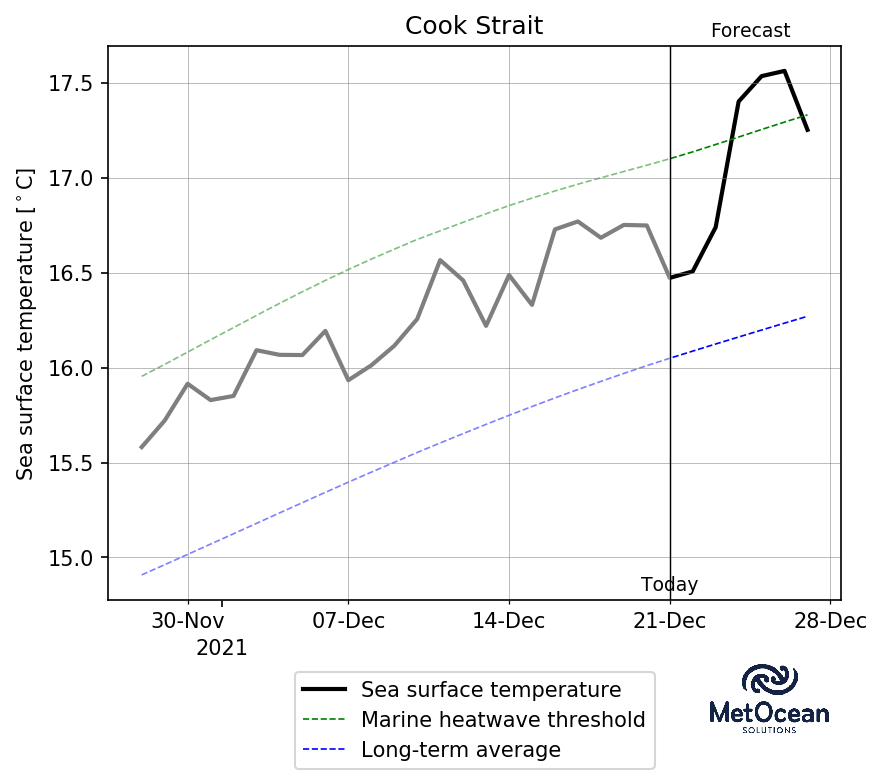 Cook Strait
Forecast
17.5
17.0
16.5
16.0
15.5
15.0
Sea surface temperature [°C]
Today
30-Nov 07-Dec 14-Dec 21-Dec 28-Dec
2021
Sea surface temperature
Marine heatwave threshold
Long-term average
MetOcean
SOLUTIONS